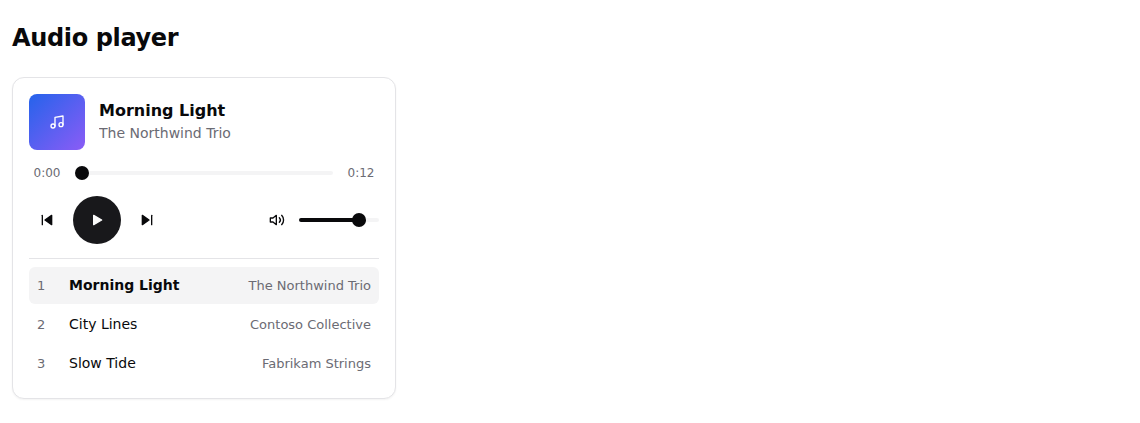 Audio player
Morning Light
The Northwind Trio
0:00 0:12
1 Morning Light The Northwind Trio
2 City Lines Contoso Collective
3 Slow Tide Fabrikam Strings